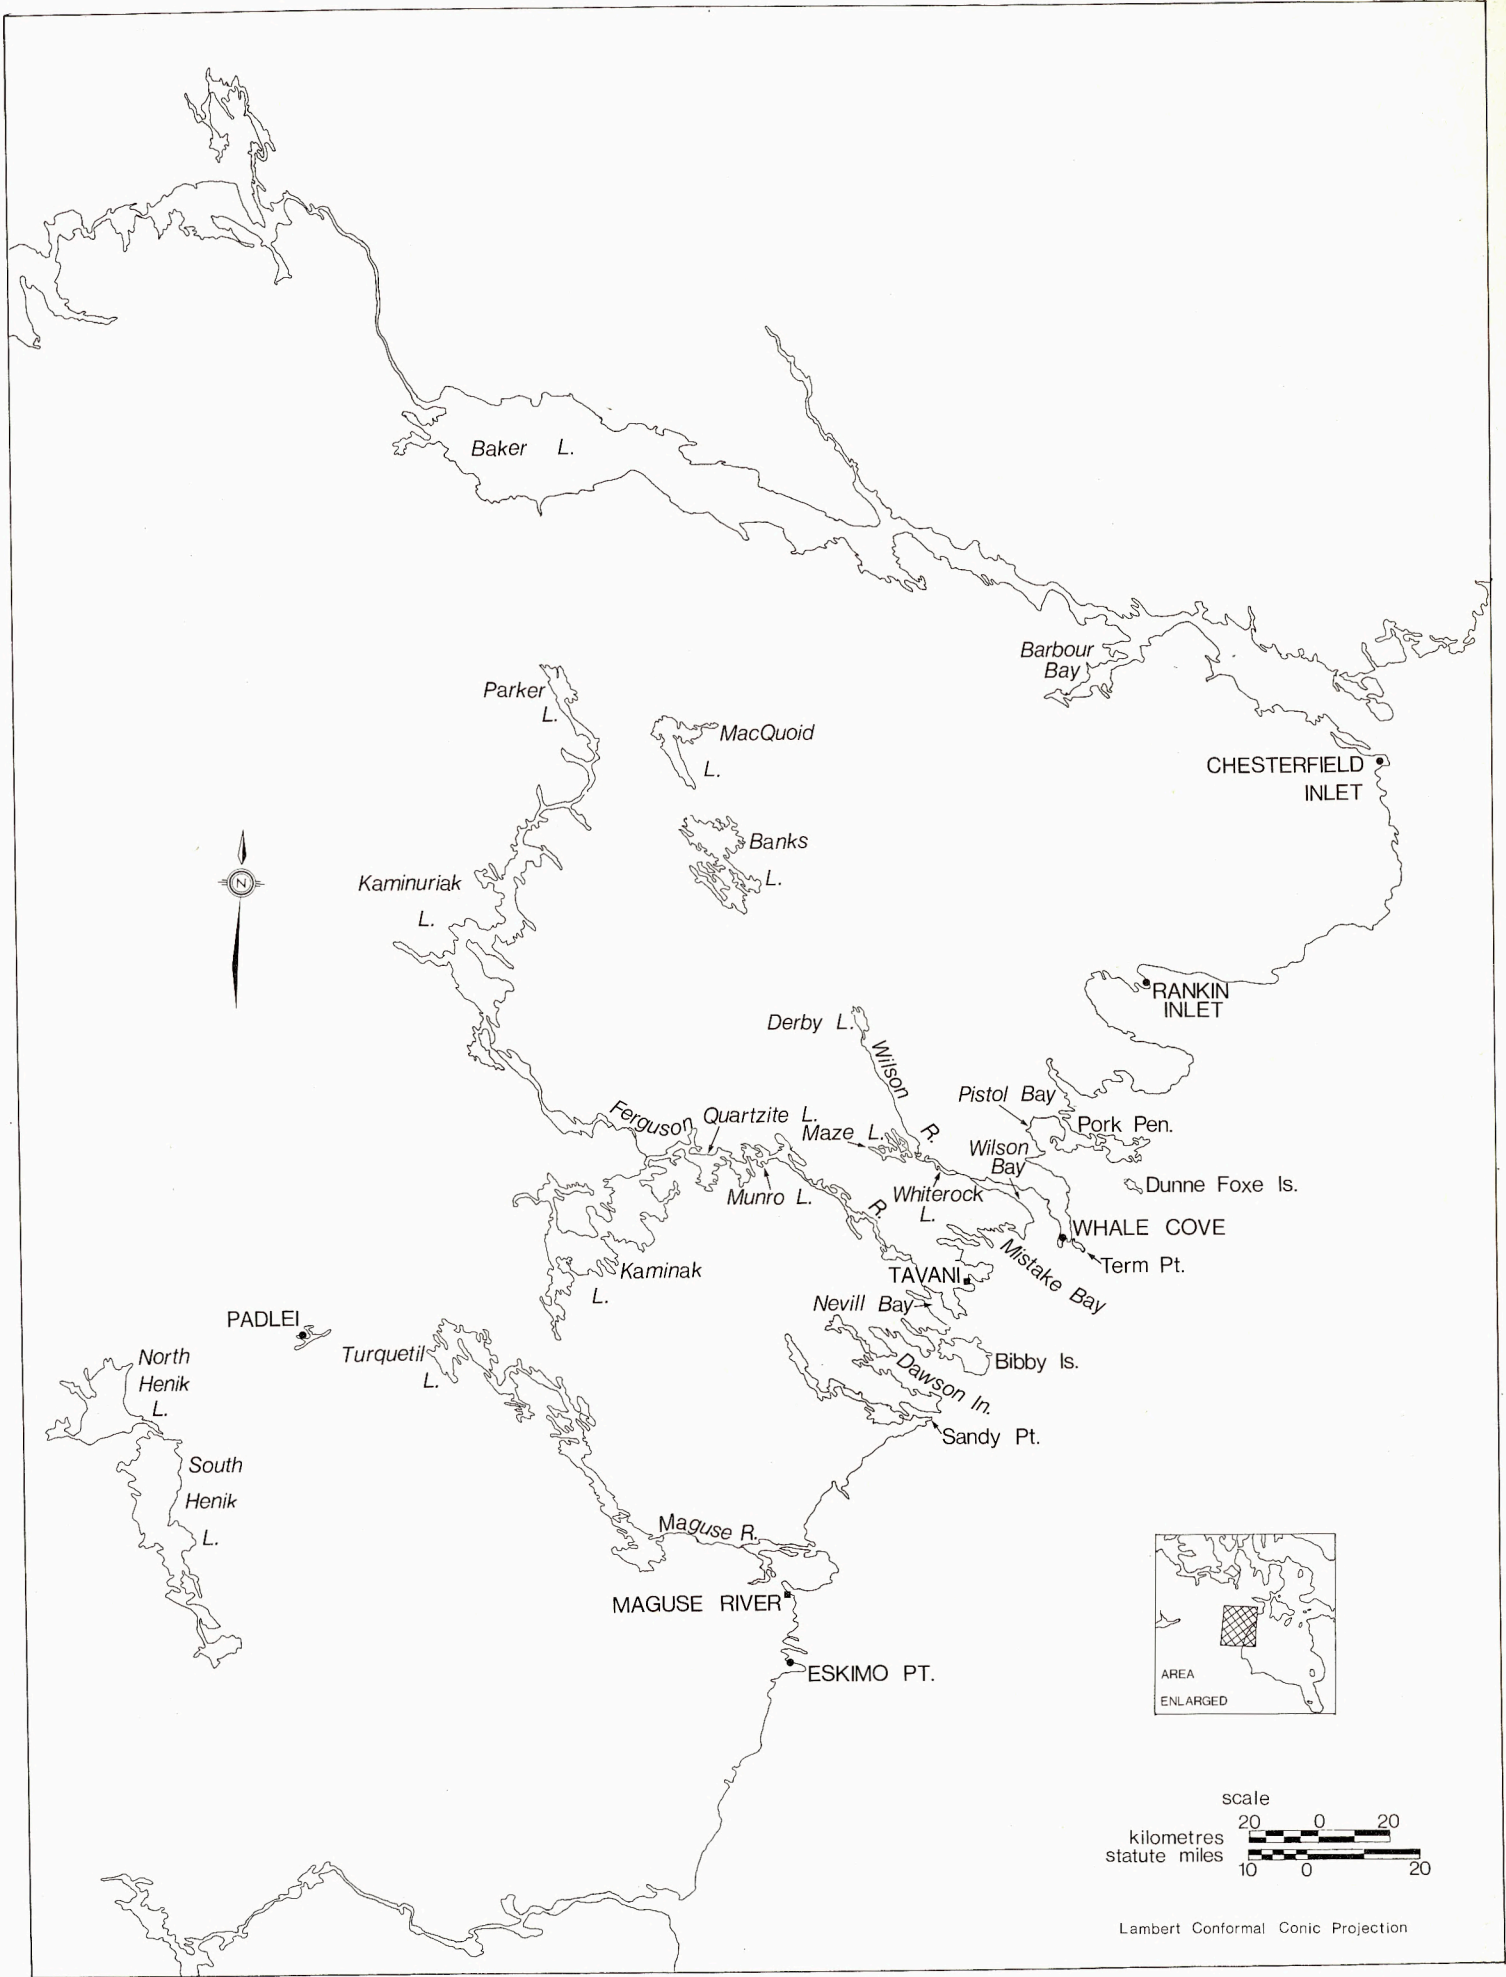 Baker L.
Barbour
Bay
Parker
L.
MacQuoid
L.
CHESTERFIELD
INLET
Banks
L.
Kaminuriak
L.
N
RANKIN
INLET
Derby L.
Wilson R.
Pistol Bay
Ferguson R.
Quartzite L.
Maze L.
Pork Pen.
Wilson
Bay
Munro L.
Whiterock
L.
Dunne Foxe Is.
WHALE COVE
Term Pt.
Mistake Bay
Kaminak
L.
TAVANI
Nevill Bay
PADLEI
Turquetil
L.
North
Henik
L.
Bibby Is.
Dawson In.
Sandy Pt.
South
Henik
L.
Maguse R.
MAGUSE RIVER
ESKIMO PT.
AREA
ENLARGED
scale
20 0 20
kilometres
statute miles
10 0 20
Lambert Conformal Conic Projection